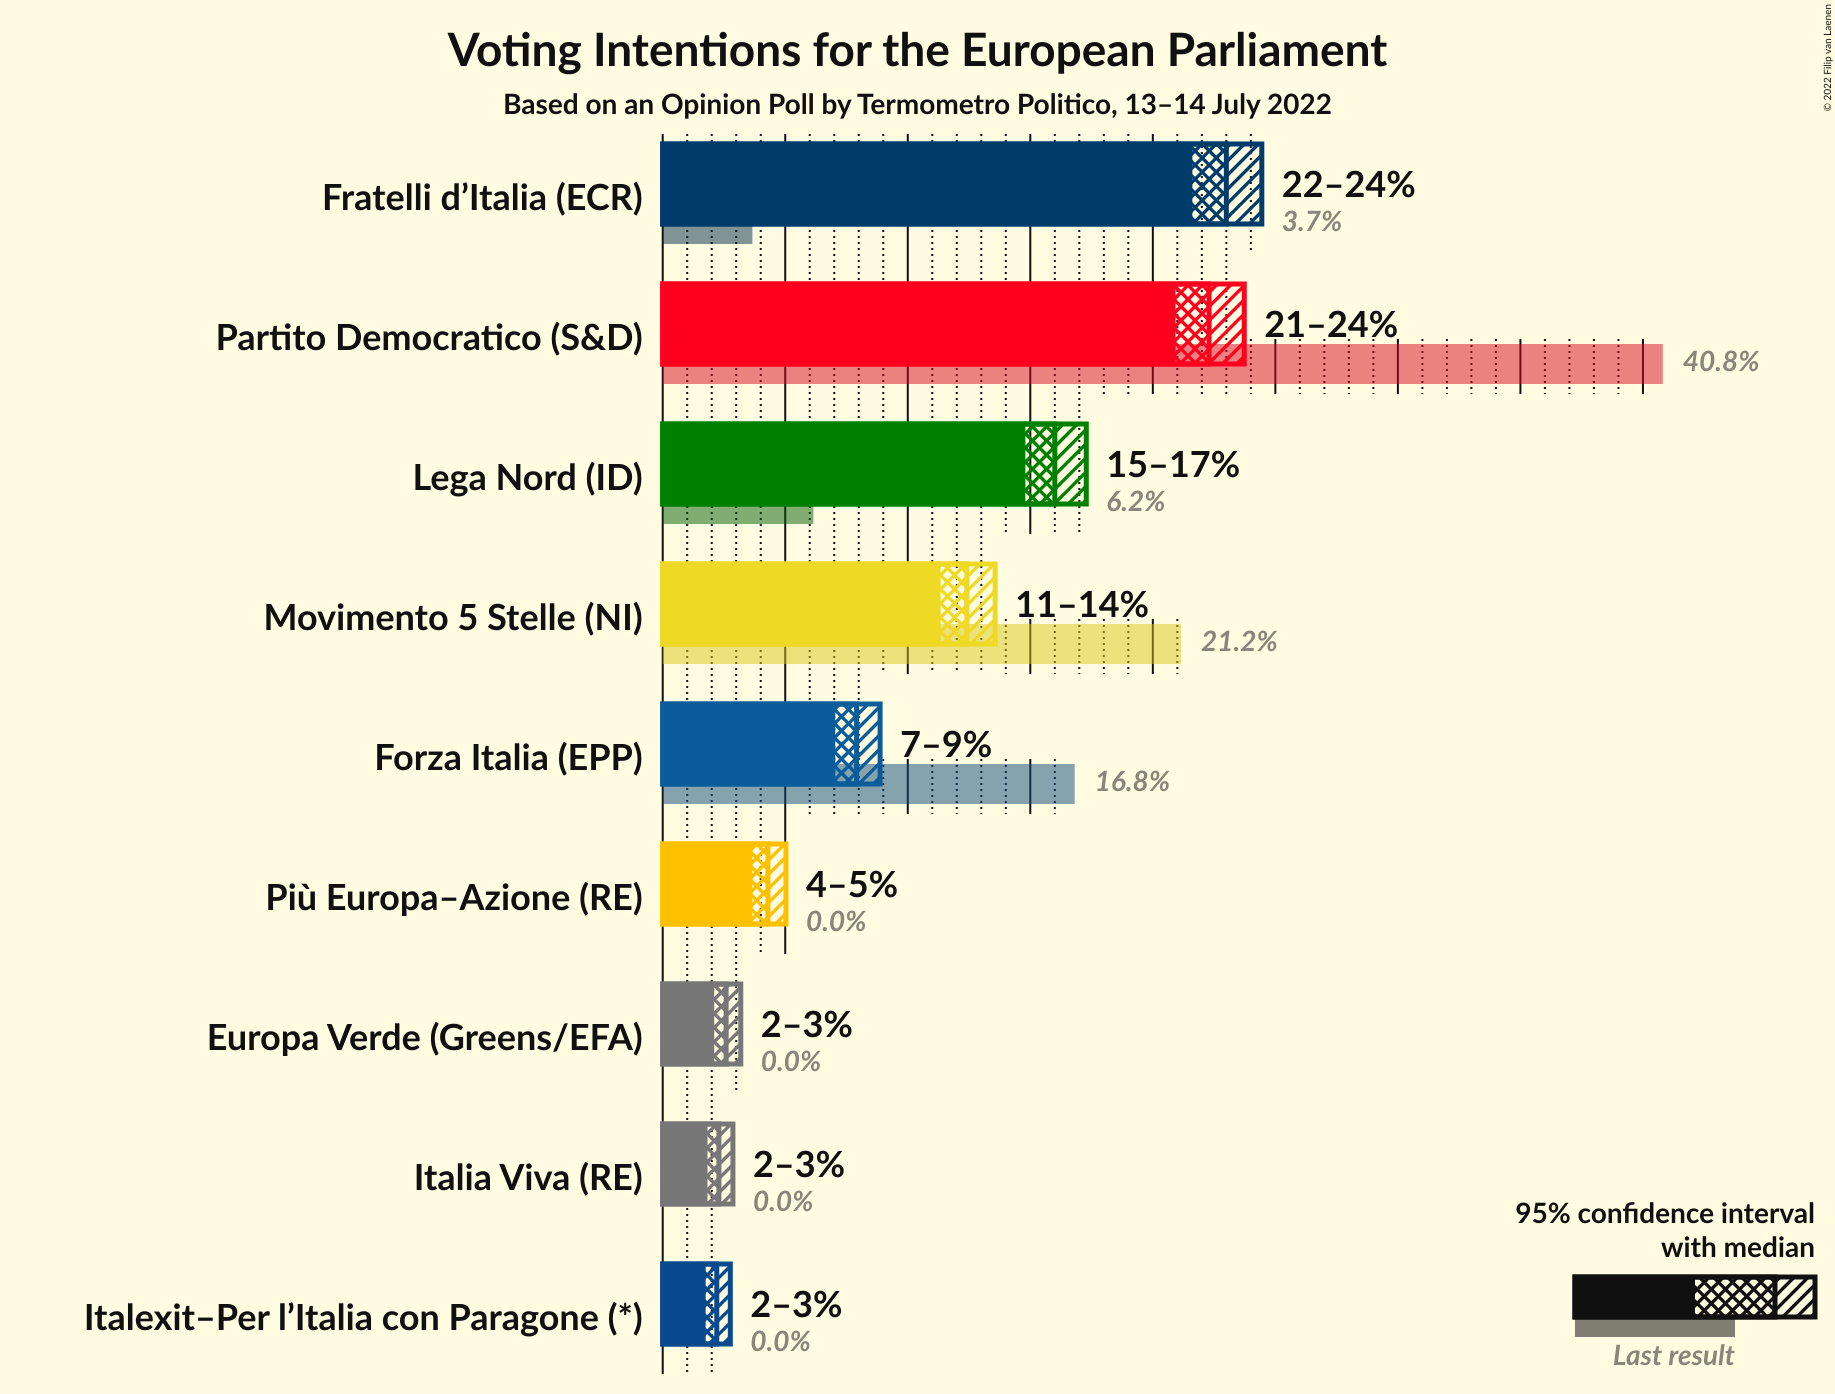 Voting Intentions for the European Parliament
Based on an Opinion Poll by Termometro Politico, 13–14 July 2022
© 2022 Filip van Laenen
Fratelli d’Italia (ECR)
22–24%
3.7%
Partito Democratico (S&D)
21–24%
40.8%
Lega Nord (ID)
15–17%
6.2%
Movimento 5 Stelle (NI)
11–14%
21.2%
Forza Italia (EPP)
7–9%
16.8%
Più Europa–Azione (RE)
4–5%
0.0%
Europa Verde (Greens/EFA)
2–3%
0.0%
Italia Viva (RE)
2–3%
0.0%
Italexit–Per l’Italia con Paragone (*)
2–3%
0.0%
95% confidence interval
with median
Last result